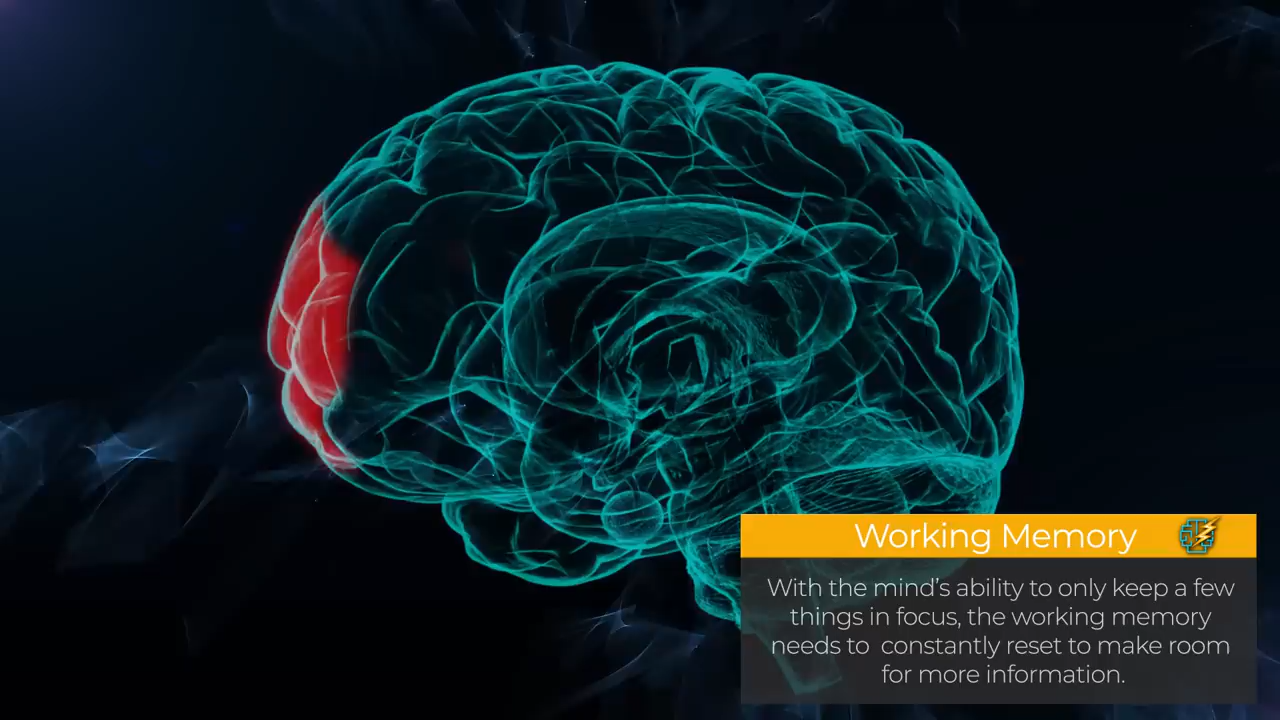 Working Memory
With the mind's ability to only keep a few
things in focus, the working memory
needs to  constantly reset to make room
for more information.